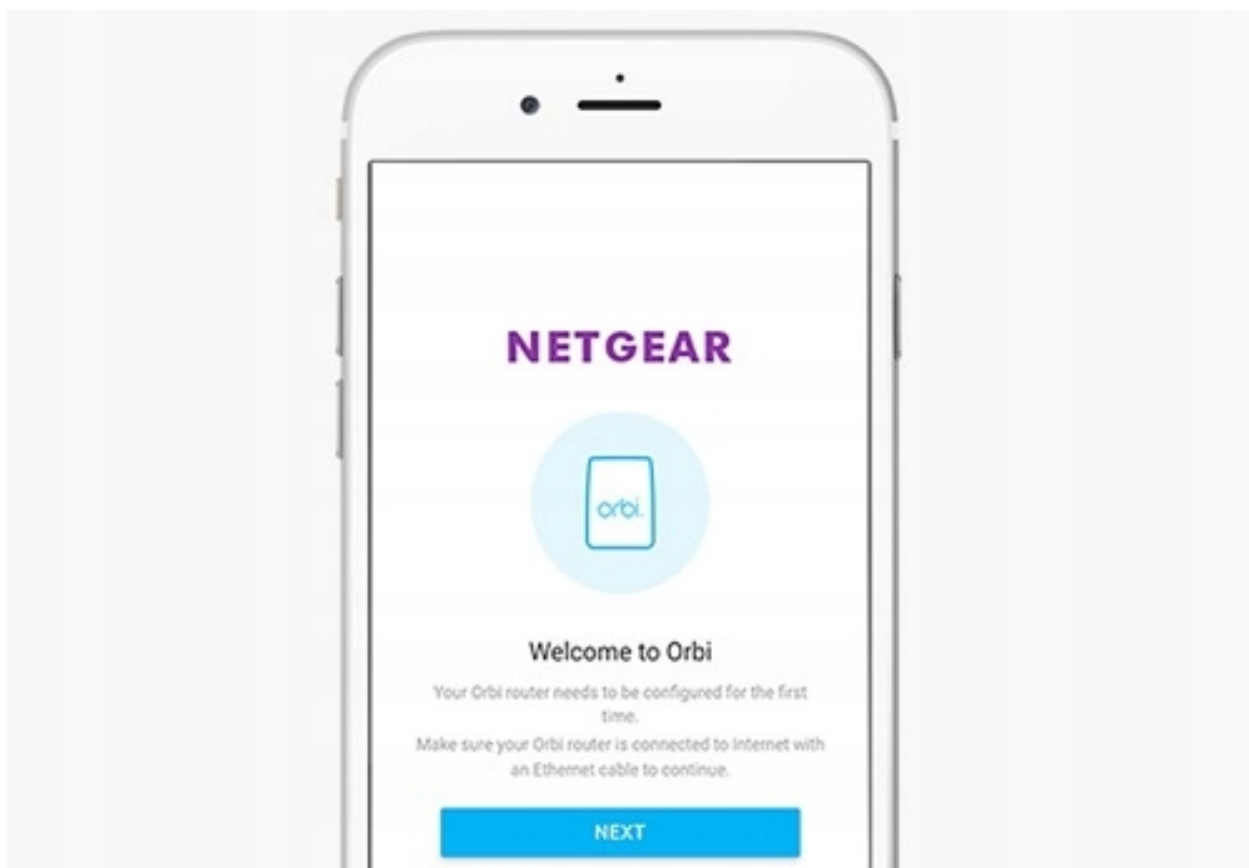 NETGEAR
orbi.
Welcome to Orbi
Your Orbi router needs to be configured for the first
time.
Make sure your Orbi router is connected to Internet with
an Ethernet cable to continue.
NEXT